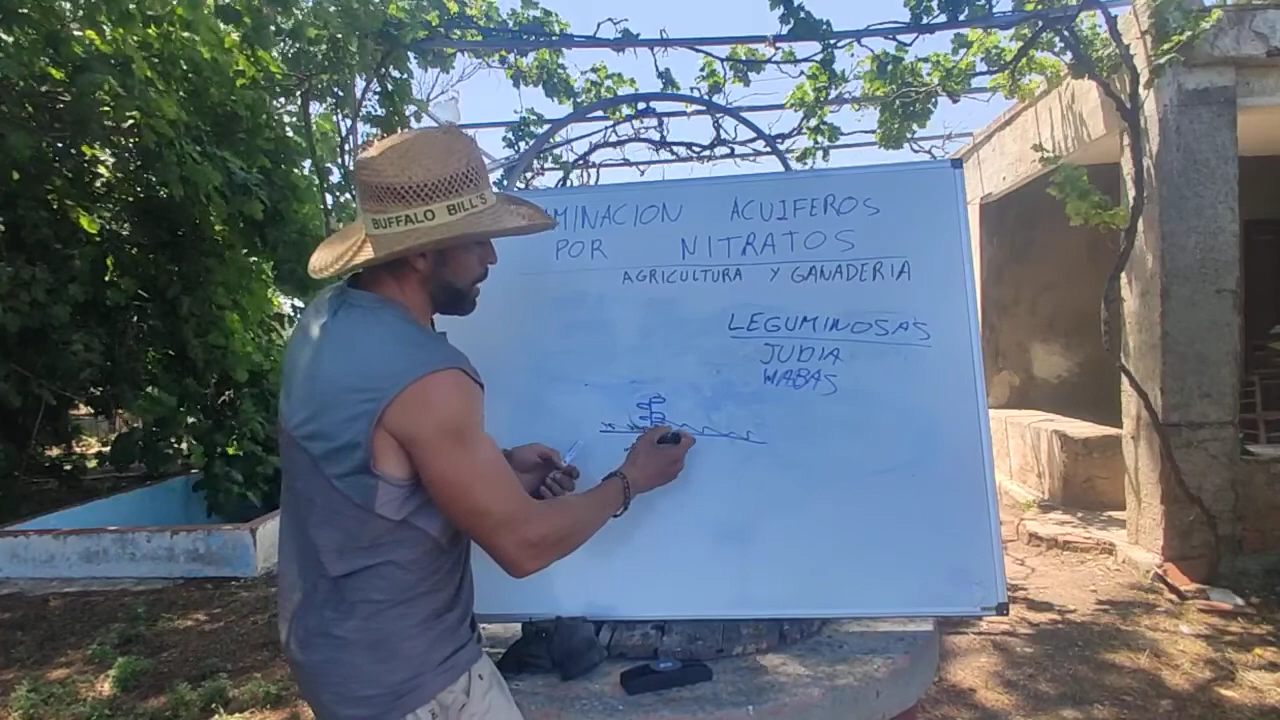 BUFFALO BILL'S
MINACION ACUIFEROS
POR NITRATOS
AGRICULTURA Y GANADERIA
LEGUMINOSAS
JUDIA
HABAS